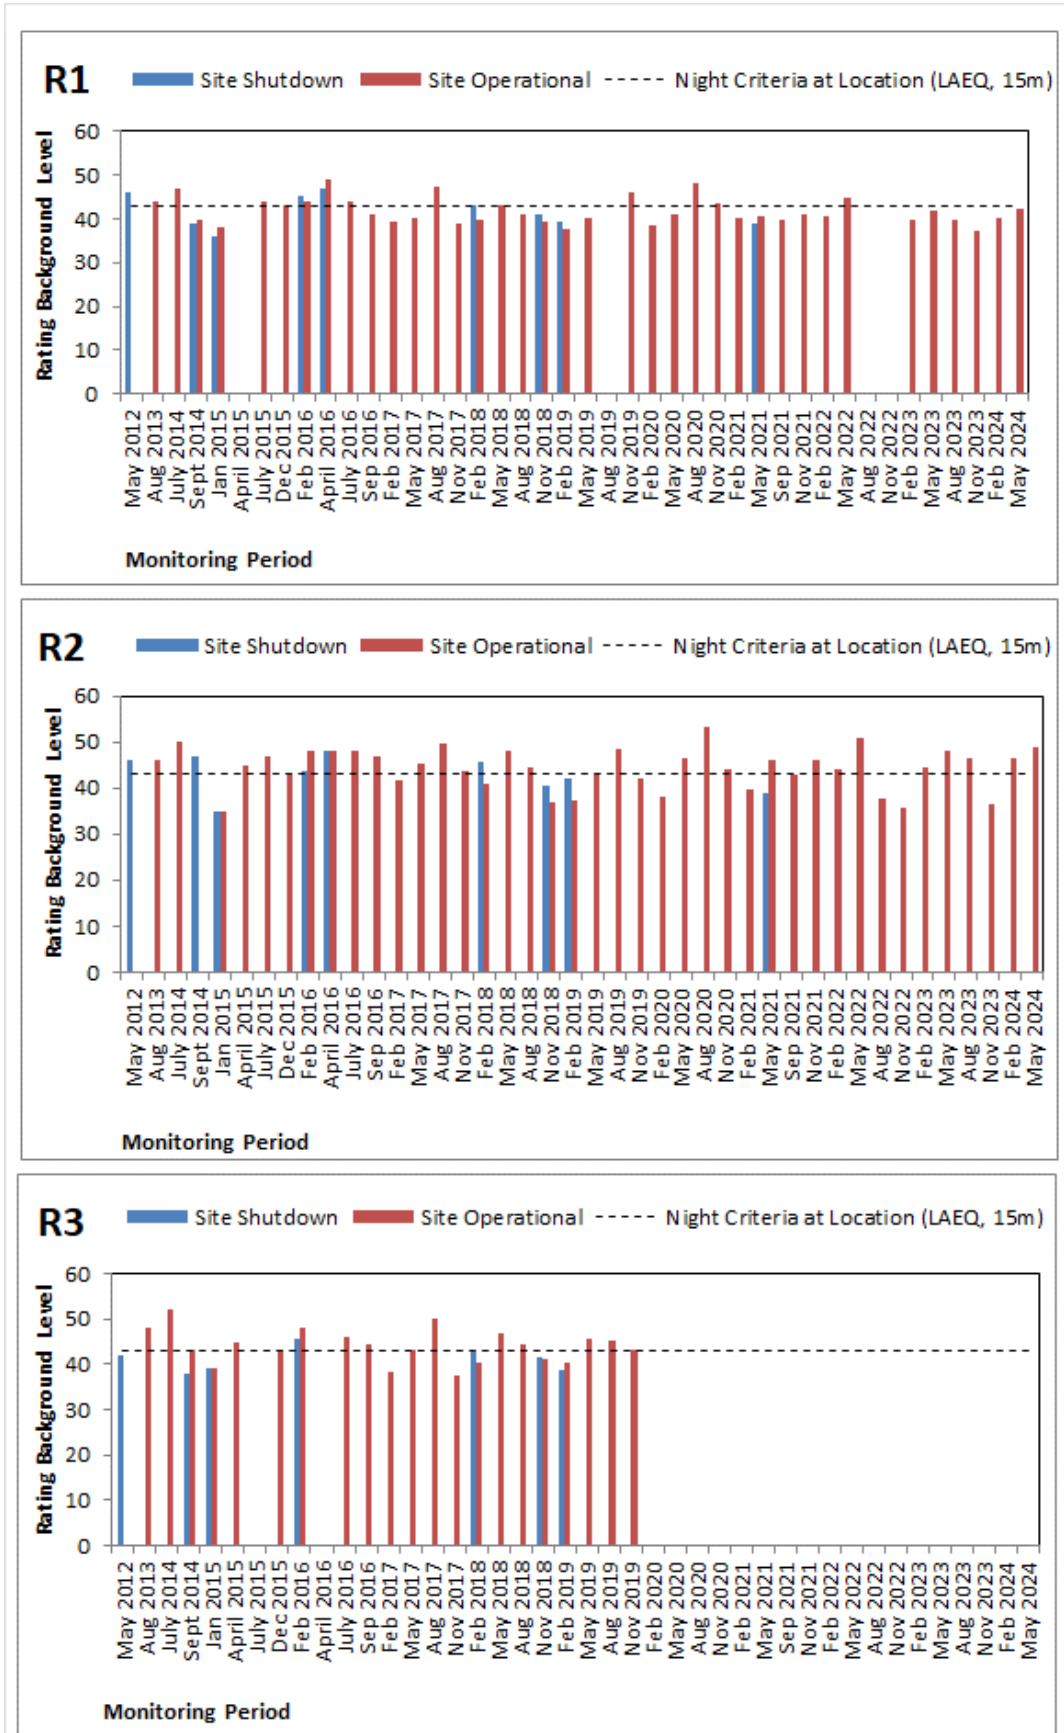 R1
Site Shutdown Site Operational Night Criteria at Location (LAEQ, 15m)
Rating Background Level
60
50
40
30
20
10
0
May 2012
Aug 2013
July 2014
Sept 2014
Jan 2015
April 2015
July 2015
Dec 2015
Feb 2016
April 2016
July 2016
Sep 2016
Feb 2017
May 2017
Aug 2017
Nov 2017
Feb 2018
May 2018
Aug 2018
Nov 2018
Feb 2019
May 2019
Aug 2019
Nov 2019
Feb 2020
May 2020
Aug 2020
Nov 2020
Feb 2021
May 2021
Sep 2021
Nov 2021
Feb 2022
May 2022
Aug 2022
Nov 2022
Feb 2023
May 2023
Aug 2023
Nov 2023
Feb 2024
May 2024
Monitoring Period
R2
Site Shutdown Site Operational Night Criteria at Location (LAEQ, 15m)
Rating Background Level
60
50
40
30
20
10
0
May 2012
Aug 2013
July 2014
Sept 2014
Jan 2015
April 2015
July 2015
Dec 2015
Feb 2016
April 2016
July 2016
Sep 2016
Feb 2017
May 2017
Aug 2017
Nov 2017
Feb 2018
May 2018
Aug 2018
Nov 2018
Feb 2019
May 2019
Aug 2019
Nov 2019
Feb 2020
May 2020
Aug 2020
Nov 2020
Feb 2021
May 2021
Sep 2021
Nov 2021
Feb 2022
May 2022
Aug 2022
Nov 2022
Feb 2023
May 2023
Aug 2023
Nov 2023
Feb 2024
May 2024
Monitoring Period
R3
Site Shutdown Site Operational Night Criteria at Location (LAEQ, 15m)
Rating Background Level
60
50
40
30
20
10
0
May 2012
Aug 2013
July 2014
Sept 2014
Jan 2015
April 2015
July 2015
Dec 2015
Feb 2016
April 2016
July 2016
Sep 2016
Feb 2017
May 2017
Aug 2017
Nov 2017
Feb 2018
May 2018
Aug 2018
Nov 2018
Feb 2019
May 2019
Aug 2019
Nov 2019
Feb 2020
May 2020
Aug 2020
Nov 2020
Feb 2021
May 2021
Sep 2021
Nov 2021
Feb 2022
May 2022
Aug 2022
Nov 2022
Feb 2023
May 2023
Aug 2023
Nov 2023
Feb 2024
May 2024
Monitoring Period